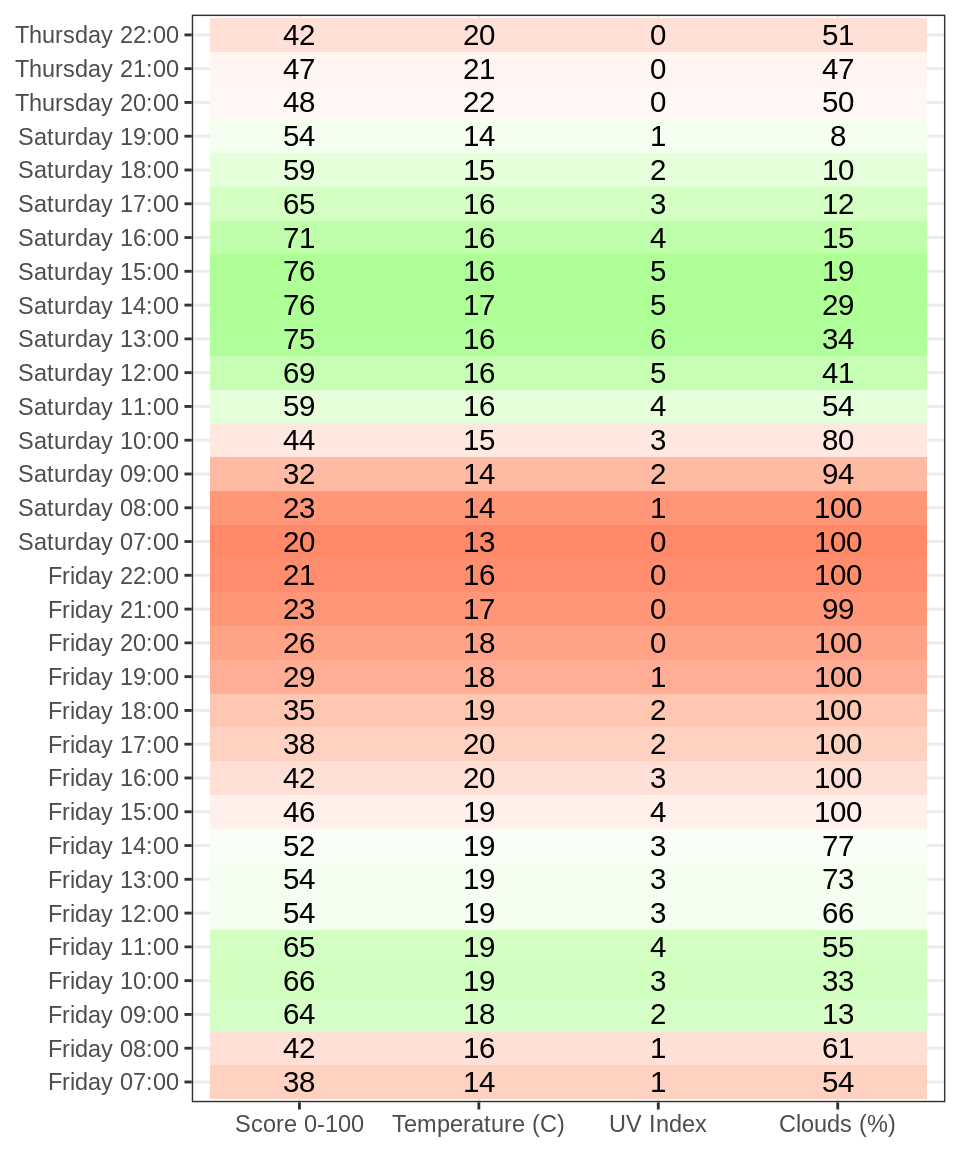 Thursday 22:00 42 20 0 51
Thursday 21:00 47 21 0 47
Thursday 20:00 48 22 0 50
Saturday 19:00 54 14 1 8
Saturday 18:00 59 15 2 10
Saturday 17:00 65 16 3 12
Saturday 16:00 71 16 4 15
Saturday 15:00 76 16 5 19
Saturday 14:00 76 17 5 29
Saturday 13:00 75 16 6 34
Saturday 12:00 69 16 5 41
Saturday 11:00 59 16 4 54
Saturday 10:00 44 15 3 80
Saturday 09:00 32 14 2 94
Saturday 08:00 23 14 1 100
Saturday 07:00 20 13 0 100
Friday 22:00 21 16 0 100
Friday 21:00 23 17 0 99
Friday 20:00 26 18 0 100
Friday 19:00 29 18 1 100
Friday 18:00 35 19 2 100
Friday 17:00 38 20 2 100
Friday 16:00 42 20 3 100
Friday 15:00 46 19 4 100
Friday 14:00 52 19 3 77
Friday 13:00 54 19 3 73
Friday 12:00 54 19 3 66
Friday 11:00 65 19 4 55
Friday 10:00 66 19 3 33
Friday 09:00 64 18 2 13
Friday 08:00 42 16 1 61
Friday 07:00 38 14 1 54
Score 0-100 Temperature (C) UV Index Clouds (%)